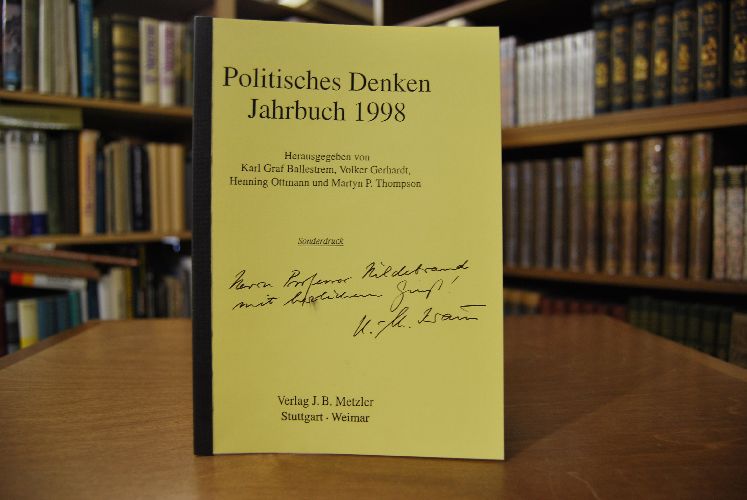 Politisches Denken
Jahrbuch 1998
Herausgegeben von
Karl Graf Ballestrem, Volker Gerhardt,
Henning Ottmann und Martyn P. Thompson
Sonderdruck
Herrn Professor Hildebrand
mit herzlichem Gruß!
Verlag J. B. Metzler
Stuttgart - Weimar